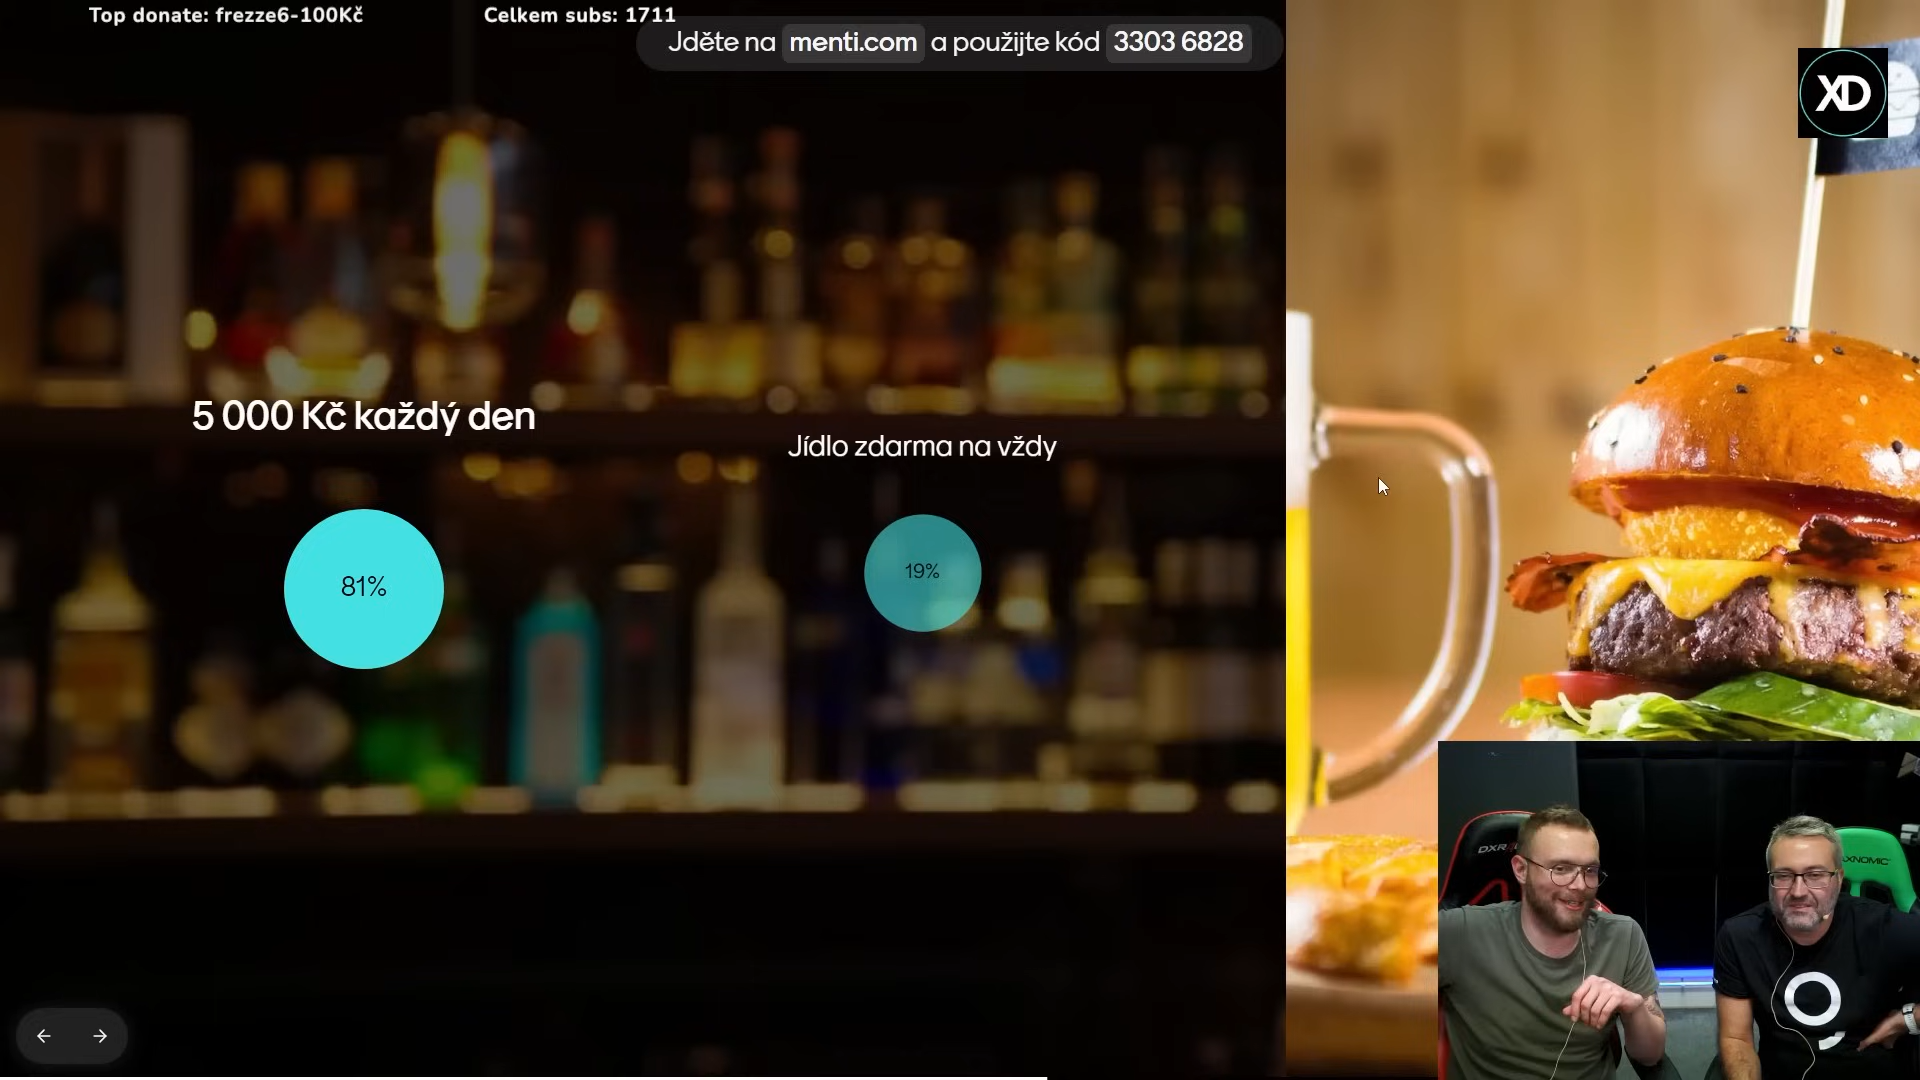 Top donate: frezze6-100Kč
Celkem subs: 1711
Jděte na menti.com a použijte kód 3303 6828
XD
5 000 Kč každý den
Jídlo zdarma na vždy
81%
19%